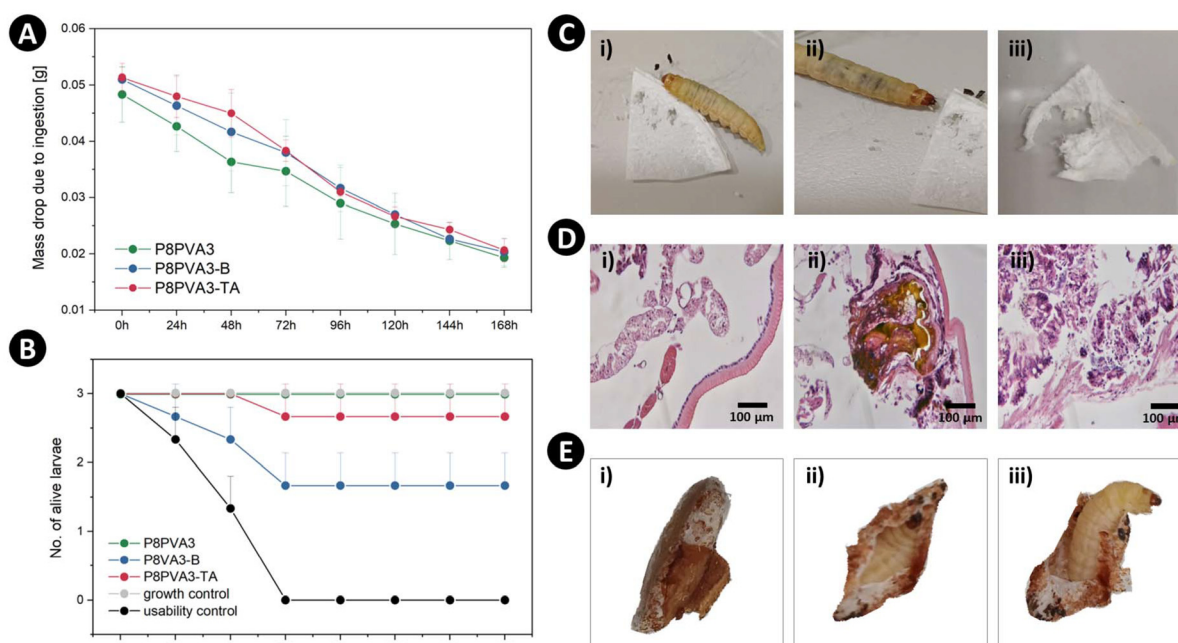 A
Mass drop due to ingestion [g]
0.06
0.05
0.04
0.03
0.02
0.01
P8PVA3
P8PVA3-B
P8PVA3-TA
0h 24h 48h 72h 96h 120h 144h 168h
B
No. of alive larvae
3
2
1
0
P8PVA3
P8VA3-B
P8PVA3-TA
growth control
usability control
C
i)
ii)
iii)
D
i)
ii)
iii)
100 µm
100 µm
100 µm
E
i)
ii)
iii)